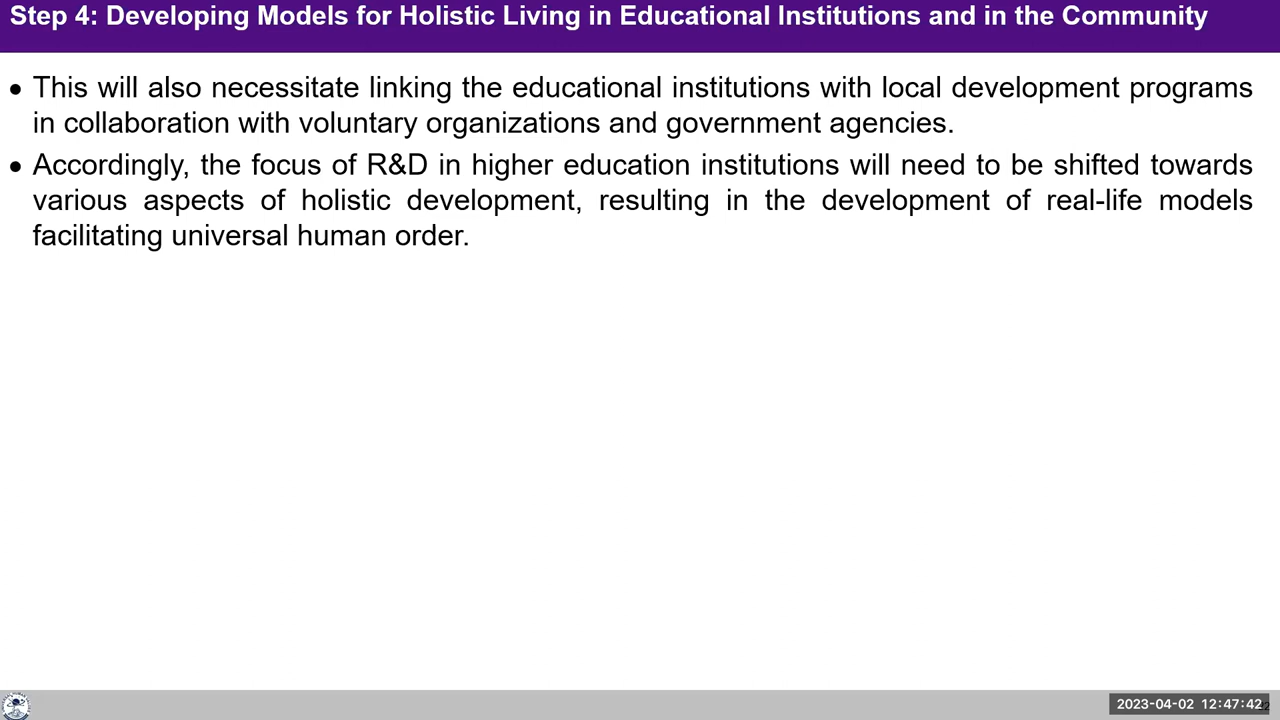 Step 4: Developing Models for Holistic Living in Educational Institutions and in the Community
• This will also necessitate linking the educational institutions with local development programs
in collaboration with voluntary organizations and government agencies.
• Accordingly, the focus of R&D in higher education institutions will need to be shifted towards
various aspects of holistic development, resulting in the development of real-life models
facilitating universal human order.
2023-04-02 12:47:42